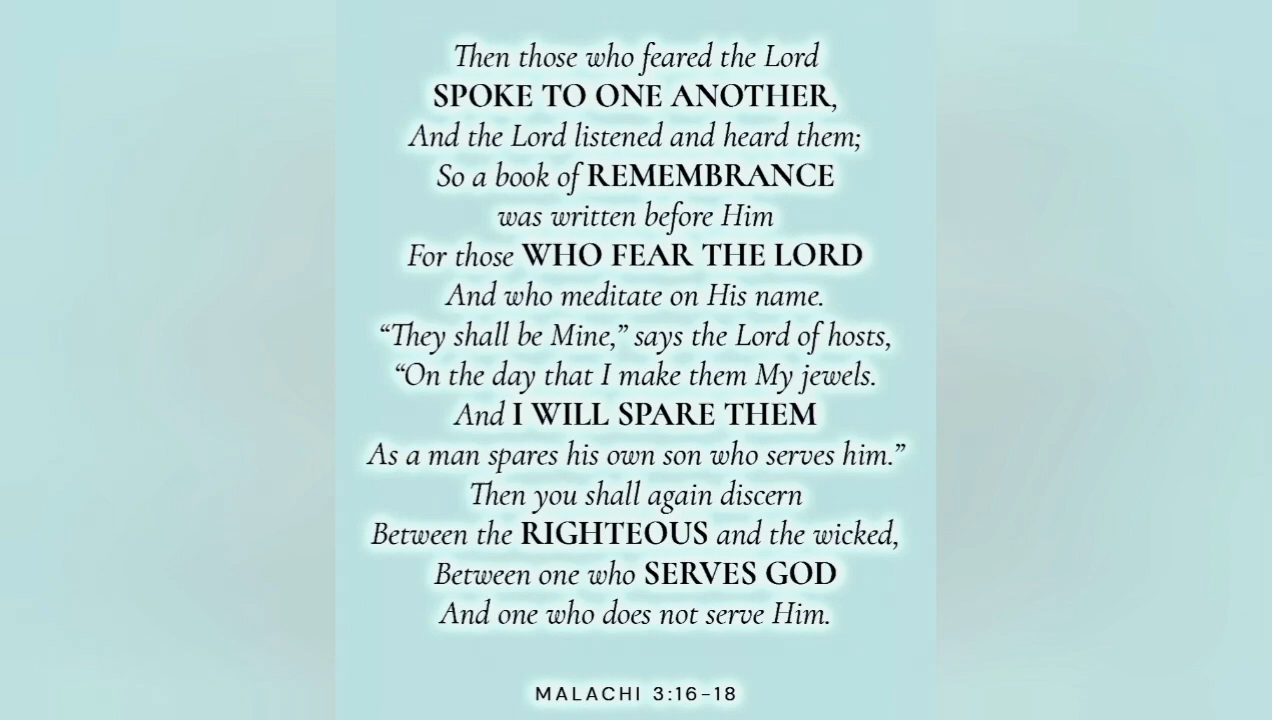 Then those who feared the Lord
SPOKE TO ONE ANOTHER,
And the Lord listened and heard them;
So a book of REMEMBRANCE
was written before Him
For those WHO FEAR THE LORD
And who meditate on His name.
“They shall be Mine,” says the Lord of hosts,
“On the day that I make them My jewels.
And I WILL SPARE THEM
As a man spares his own son who serves him.”
Then you shall again discern
Between the RIGHTEOUS and the wicked,
Between one who SERVES GOD
And one who does not serve Him.
MALACHI 3:16-18